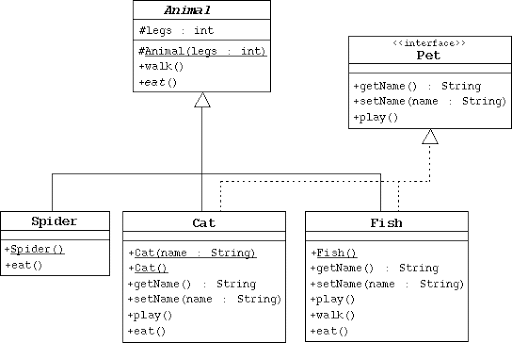 Animal
#legs : int
#Animal(legs : int)
+walk()
+eat()
<<interface>>
Pet
+getName() : String
+setName(name : String)
+play()
Spider
+Spider()
+eat()
Cat
+Cat(name : String)
+Cat()
+getName() : String
+setName(name : String)
+play()
+eat()
Fish
+Fish()
+getName() : String
+setName(name : String)
+play()
+walk()
+eat()